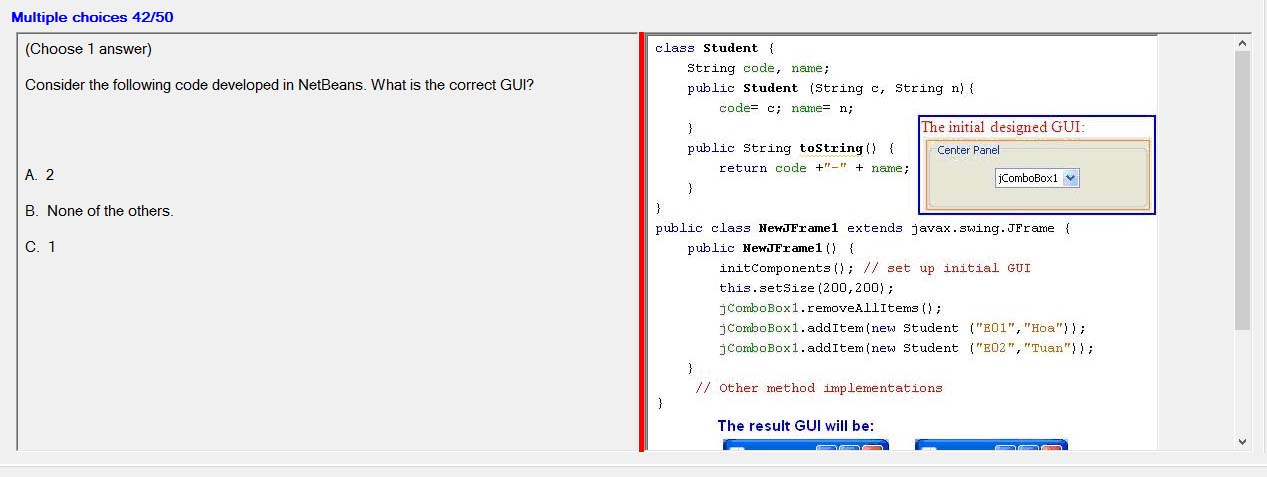 Multiple choices 42/50
(Choose 1 answer)
Consider the following code developed in NetBeans. What is the correct GUI?
A. 2
B. None of the others.
C. 1
class Student {
String code, name;
public Student (String c, String n){
code= c; name= n;
}
public String toString() {
return code +"-" + name;
}
}
The initial designed GUI:
Center Panel
jComboBox1
public class NewJFrame1 extends javax.swing.JFrame {
public NewJFrame1() {
initComponents(); // set up initial GUI
this.setSize(200,200);
jComboBox1.removeAllItems();
jComboBox1.addItem(new Student ("E01","Hoa"));
jComboBox1.addItem(new Student ("E02","Tuan"));
}
// Other method implementations
}
The result GUI will be: